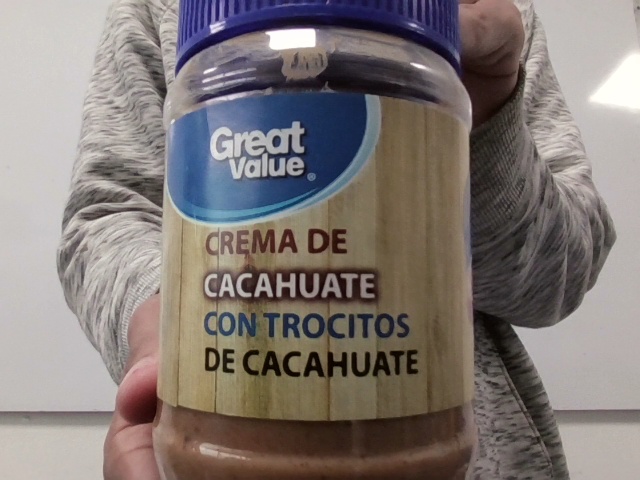 Great
Value®
CREMA DE
CACAHUATE
CON TROCITOS
DE CACAHUATE